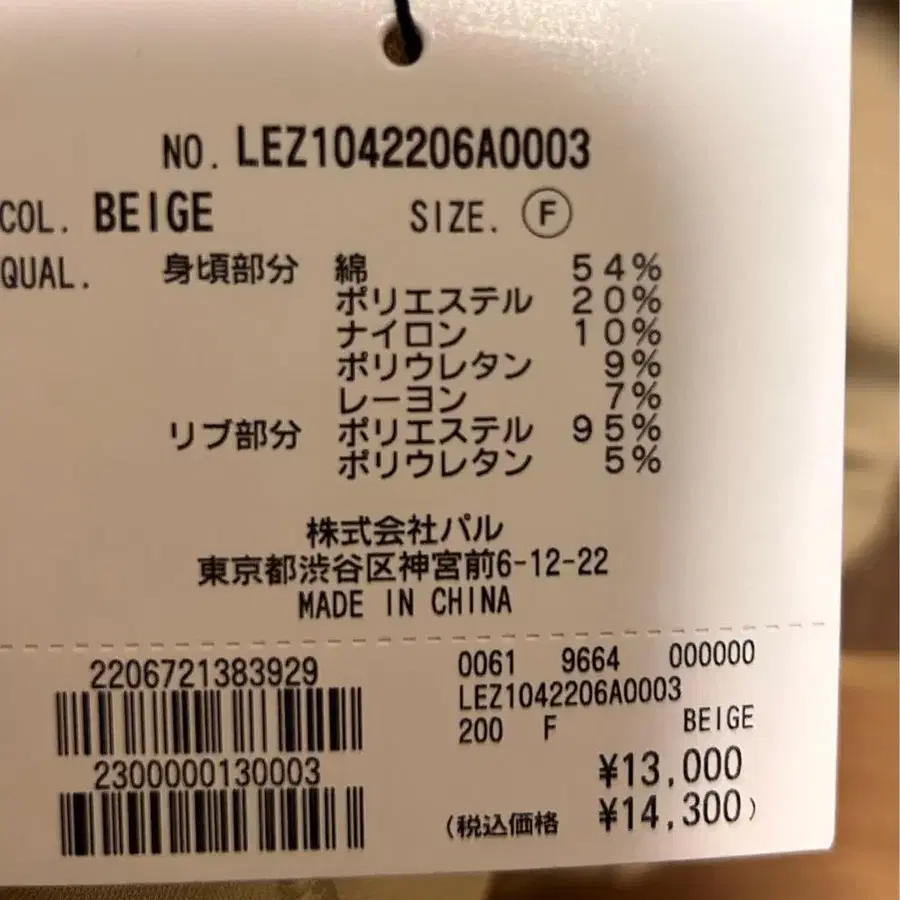 NO. LEZ1042206A0003
COL. BEIGE SIZE. Ⓕ
QUAL. 身頃部分 綿 54%
ポリエステル 20%
ナイロン 10%
ポリウレタン 9%
レーヨン 7%
リブ部分 ポリエステル 95%
ポリウレタン 5%
株式会社パル
東京都渋谷区神宮前6-12-22
MADE IN CHINA
2206721383929
2300000130003
0061 9664 000000
LEZ1042206A0003
200 F BEIGE
¥13,000
(税込価格 ¥14,300)